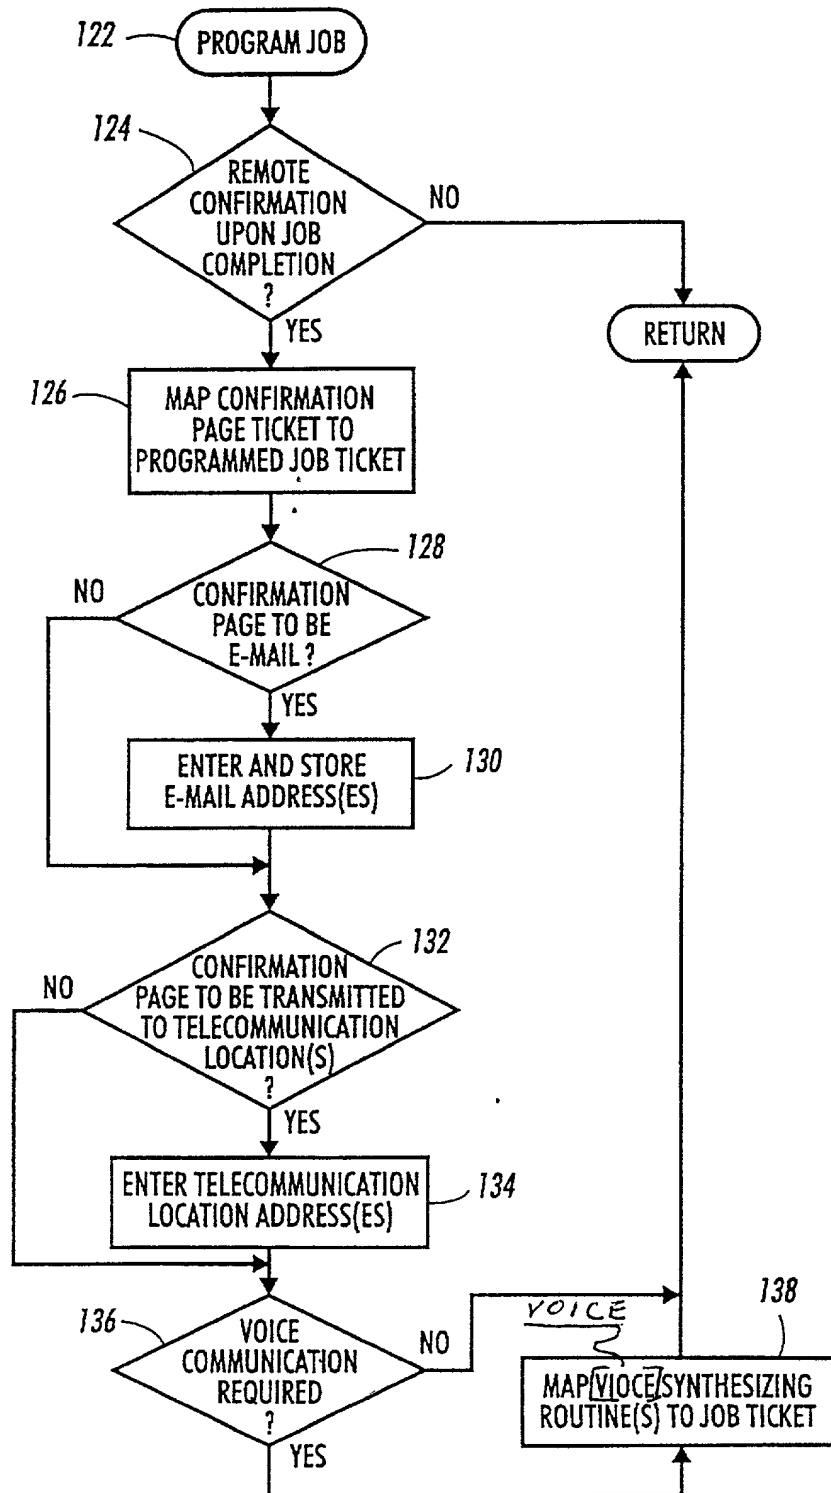 122
PROGRAM JOB
124
REMOTE
CONFIRMATION
UPON JOB
COMPLETION
?
NO
YES
RETURN
126
MAP CONFIRMATION
PAGE TICKET TO
PROGRAMMED JOB TICKET
128
NO
CONFIRMATION
PAGE TO BE
E-MAIL ?
YES
ENTER AND STORE
E-MAIL ADDRESS(ES)
130
132
NO
CONFIRMATION
PAGE TO BE TRANSMITTED
TO TELECOMMUNICATION
LOCATION(S)
?
YES
ENTER TELECOMMUNICATION
LOCATION ADDRESS(ES)
134
136
VOICE
COMMUNICATION
REQUIRED
?
NO
YES
VOICE
138
MAP [VIOCE] SYNTHESIZING
ROUTINE(S) TO JOB TICKET